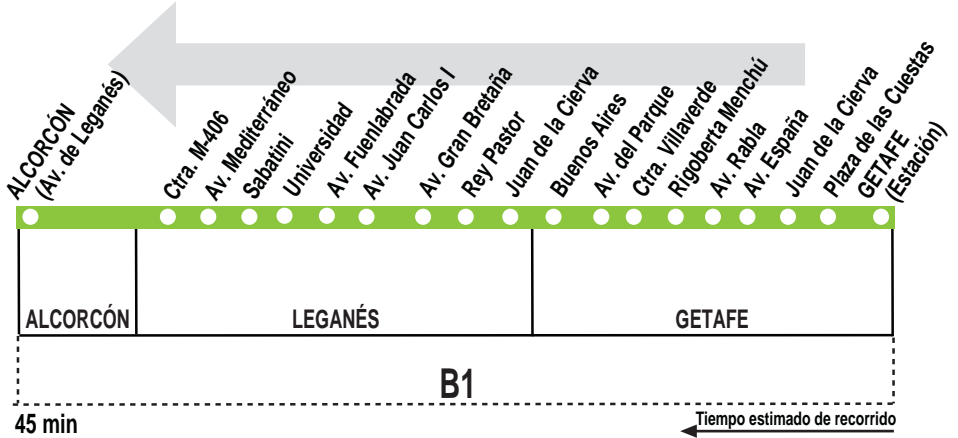 ALCORCÓN
(Av. de Leganés)
Ctra. M-406
Av. Mediterráneo
Sabatini
Universidad
Av. Fuenlabrada
Av. Juan Carlos I
Av. Gran Bretaña
Rey Pastor
Juan de la Cierva
Buenos Aires
Av. del Parque
Ctra. Villaverde
Rigoberta Menchú
Av. Rabla
Av. España
Juan de la Cierva
Plaza de las Cuestas
GETAFE
(Estación)
ALCORCÓN
LEGANÉS
GETAFE
B1
45 min
Tiempo estimado de recorrido